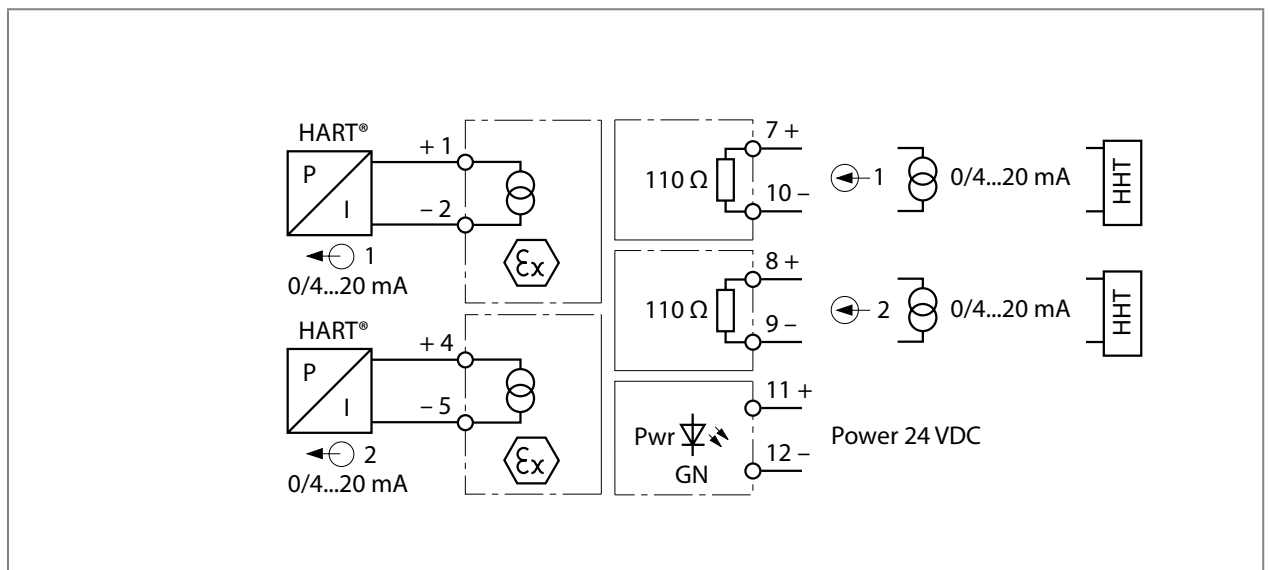 HART®
P
I
+ 1
– 2
Ex
1
0/4...20 mA
HART®
P
I
+ 4
– 5
Ex
2
0/4...20 mA
110 Ω
7 +
10 –
1
0/4...20 mA
HHT
110 Ω
8 +
9 –
2
0/4...20 mA
HHT
Pwr
GN
11 +
12 –
Power 24 VDC